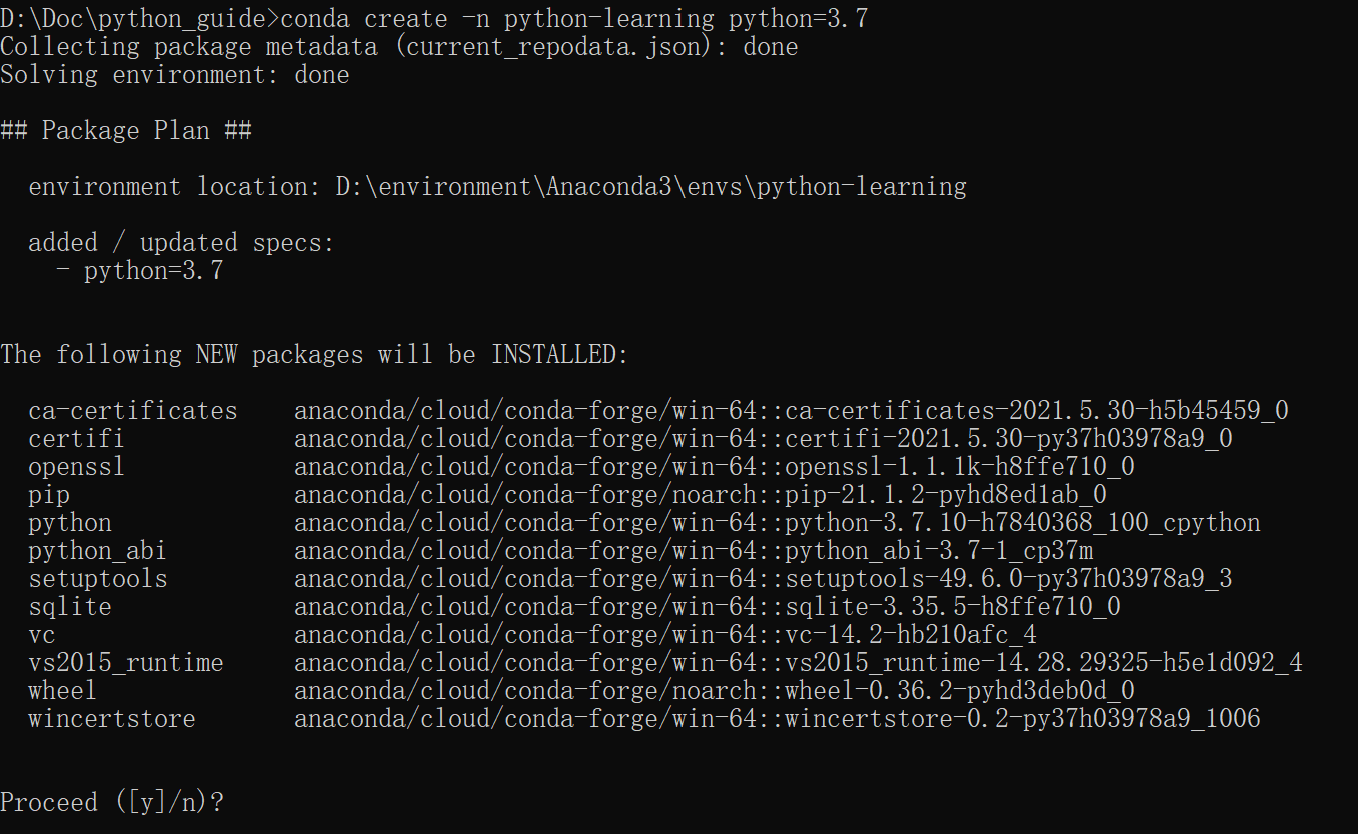 D:\Doc\python_guide>conda create -n python-learning python=3.7
Collecting package metadata (current_repodata.json): done
Solving environment: done
## Package Plan ##
environment location: D:\environment\Anaconda3\envs\python-learning
added / updated specs:
- python=3.7
The following NEW packages will be INSTALLED:
ca-certificates    anaconda/cloud/conda-forge/win-64::ca-certificates-2021.5.30-h5b45459_0
certifi            anaconda/cloud/conda-forge/win-64::certifi-2021.5.30-py37h03978a9_0
openssl            anaconda/cloud/conda-forge/win-64::openssl-1.1.1k-h8ffe710_0
pip                anaconda/cloud/conda-forge/noarch::pip-21.1.2-pyhd8ed1ab_0
python             anaconda/cloud/conda-forge/win-64::python-3.7.10-h7840368_100_cpython
python_abi         anaconda/cloud/conda-forge/win-64::python_abi-3.7-1_cp37m
setuptools         anaconda/cloud/conda-forge/win-64::setuptools-49.6.0-py37h03978a9_3
sqlite             anaconda/cloud/conda-forge/win-64::sqlite-3.35.5-h8ffe710_0
vc                 anaconda/cloud/conda-forge/win-64::vc-14.2-hb210afc_4
vs2015_runtime     anaconda/cloud/conda-forge/win-64::vs2015_runtime-14.28.29325-h5e1d092_4
wheel              anaconda/cloud/conda-forge/noarch::wheel-0.36.2-pyhd3deb0d_0
wincertstore       anaconda/cloud/conda-forge/win-64::wincertstore-0.2-py37h03978a9_1006
Proceed ([y]/n)?